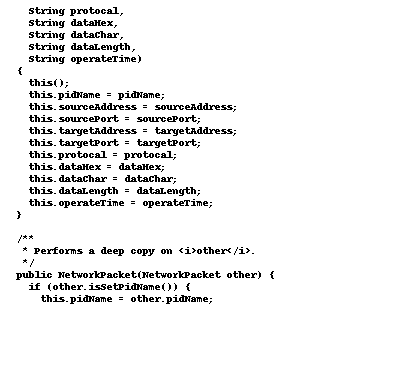 String protocal,
String dataHex,
String dataChar,
String dataLength,
String operateTime)
{
this();
this.pidName = pidName;
this.sourceAddress = sourceAddress;
this.sourcePort = sourcePort;
this.targetAddress = targetAddress;
this.targetPort = targetPort;
this.protocal = protocal;
this.dataHex = dataHex;
this.dataChar = dataChar;
this.dataLength = dataLength;
this.operateTime = operateTime;
}
/**
* Performs a deep copy on <i>other</i>.
*/
public NetworkPacket(NetworkPacket other) {
if (other.isSetPidName()) {
this.pidName = other.pidName;